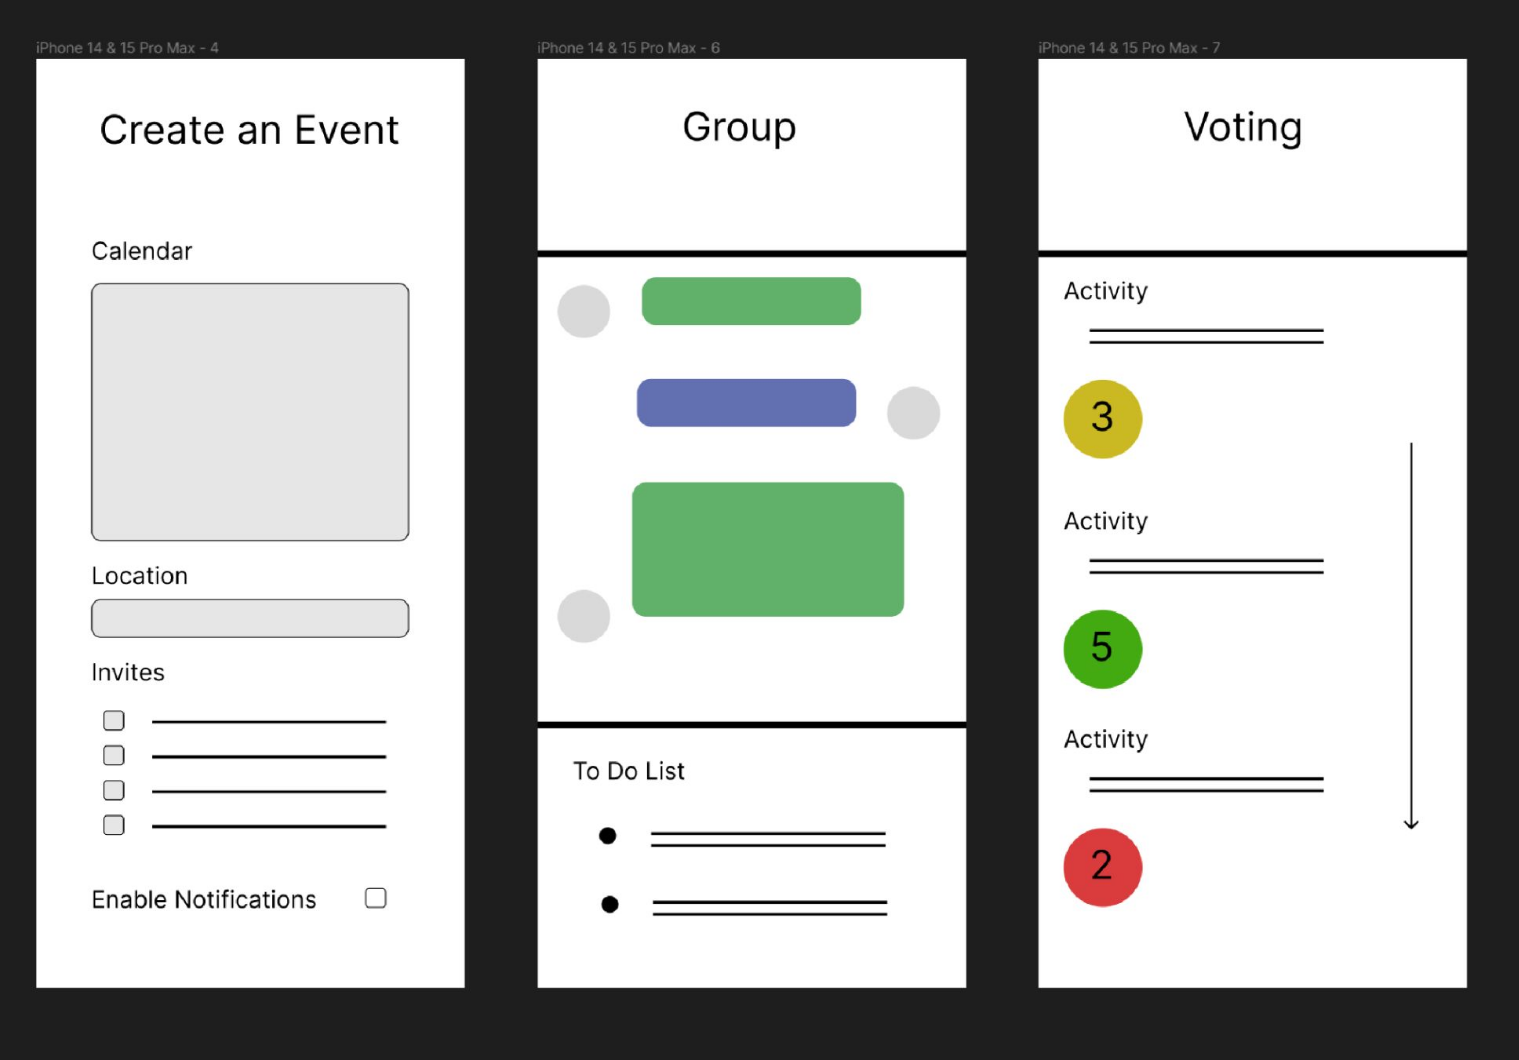 iPhone 14 & 15 Pro Max - 4
Create an Event
Calendar
Location
Invites
Enable Notifications
iPhone 14 & 15 Pro Max - 6
Group
To Do List
iPhone 14 & 15 Pro Max - 7
Voting
Activity
3
Activity
5
Activity
2